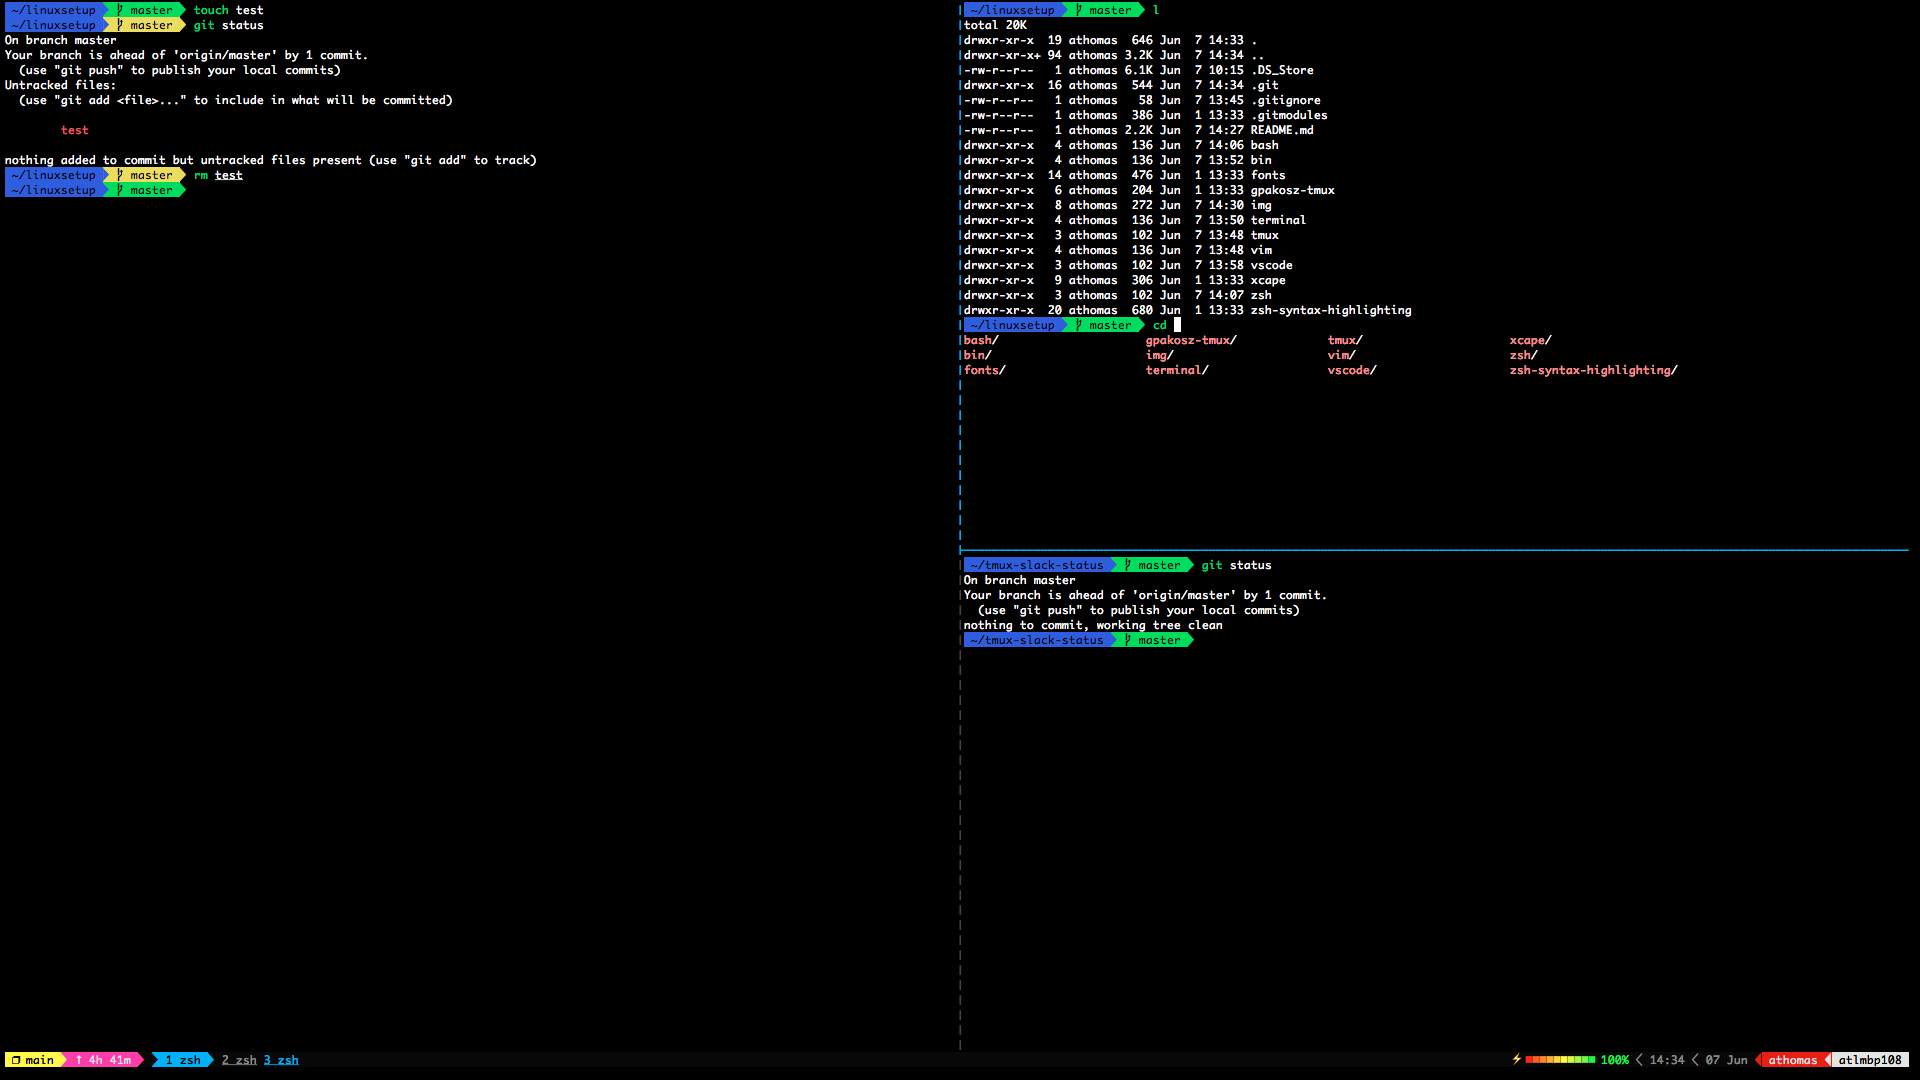 ~/linuxsetup master touch test
~/linuxsetup master git status
On branch master
Your branch is ahead of 'origin/master' by 1 commit.
  (use "git push" to publish your local commits)
Untracked files:
  (use "git add <file>..." to include in what will be committed)
        test
nothing added to commit but untracked files present (use "git add" to track)
~/linuxsetup master rm test
~/linuxsetup master
~/linuxsetup master l
total 20K
drwxr-xr-x  19 athomas  646 Jun  7 14:33 .
drwxr-xr-x+ 94 athomas 3.2K Jun  7 14:34 ..
-rw-r--r--   1 athomas 6.1K Jun  7 10:15 .DS_Store
drwxr-xr-x  16 athomas  544 Jun  7 14:34 .git
-rw-r--r--   1 athomas   58 Jun  7 13:45 .gitignore
-rw-r--r--   1 athomas  386 Jun  1 13:33 .gitmodules
-rw-r--r--   1 athomas 2.2K Jun  7 14:27 README.md
drwxr-xr-x   4 athomas  136 Jun  7 14:06 bash
drwxr-xr-x   4 athomas  136 Jun  7 13:52 bin
drwxr-xr-x  14 athomas  476 Jun  1 13:33 fonts
drwxr-xr-x   6 athomas  204 Jun  1 13:33 gpakosz-tmux
drwxr-xr-x   8 athomas  272 Jun  7 14:30 img
drwxr-xr-x   4 athomas  136 Jun  7 13:50 terminal
drwxr-xr-x   3 athomas  102 Jun  7 13:48 tmux
drwxr-xr-x   4 athomas  136 Jun  7 13:48 vim
drwxr-xr-x   3 athomas  102 Jun  7 13:58 vscode
drwxr-xr-x   9 athomas  306 Jun  1 13:33 xcape
drwxr-xr-x   3 athomas  102 Jun  7 14:07 zsh
drwxr-xr-x  20 athomas  680 Jun  1 13:33 zsh-syntax-highlighting
~/linuxsetup master cd
bash/ gpakosz-tmux/ tmux/ xcape/
bin/ img/ vim/ zsh/
fonts/ terminal/ vscode/ zsh-syntax-highlighting/
~/tmux-slack-status master git status
On branch master
Your branch is ahead of 'origin/master' by 1 commit.
  (use "git push" to publish your local commits)
nothing to commit, working tree clean
~/tmux-slack-status master
❐ main ↑ 4h 41m 1 zsh 2 zsh 3 zsh ⚡ 100% 14:34 07 Jun athomas atlmbp108